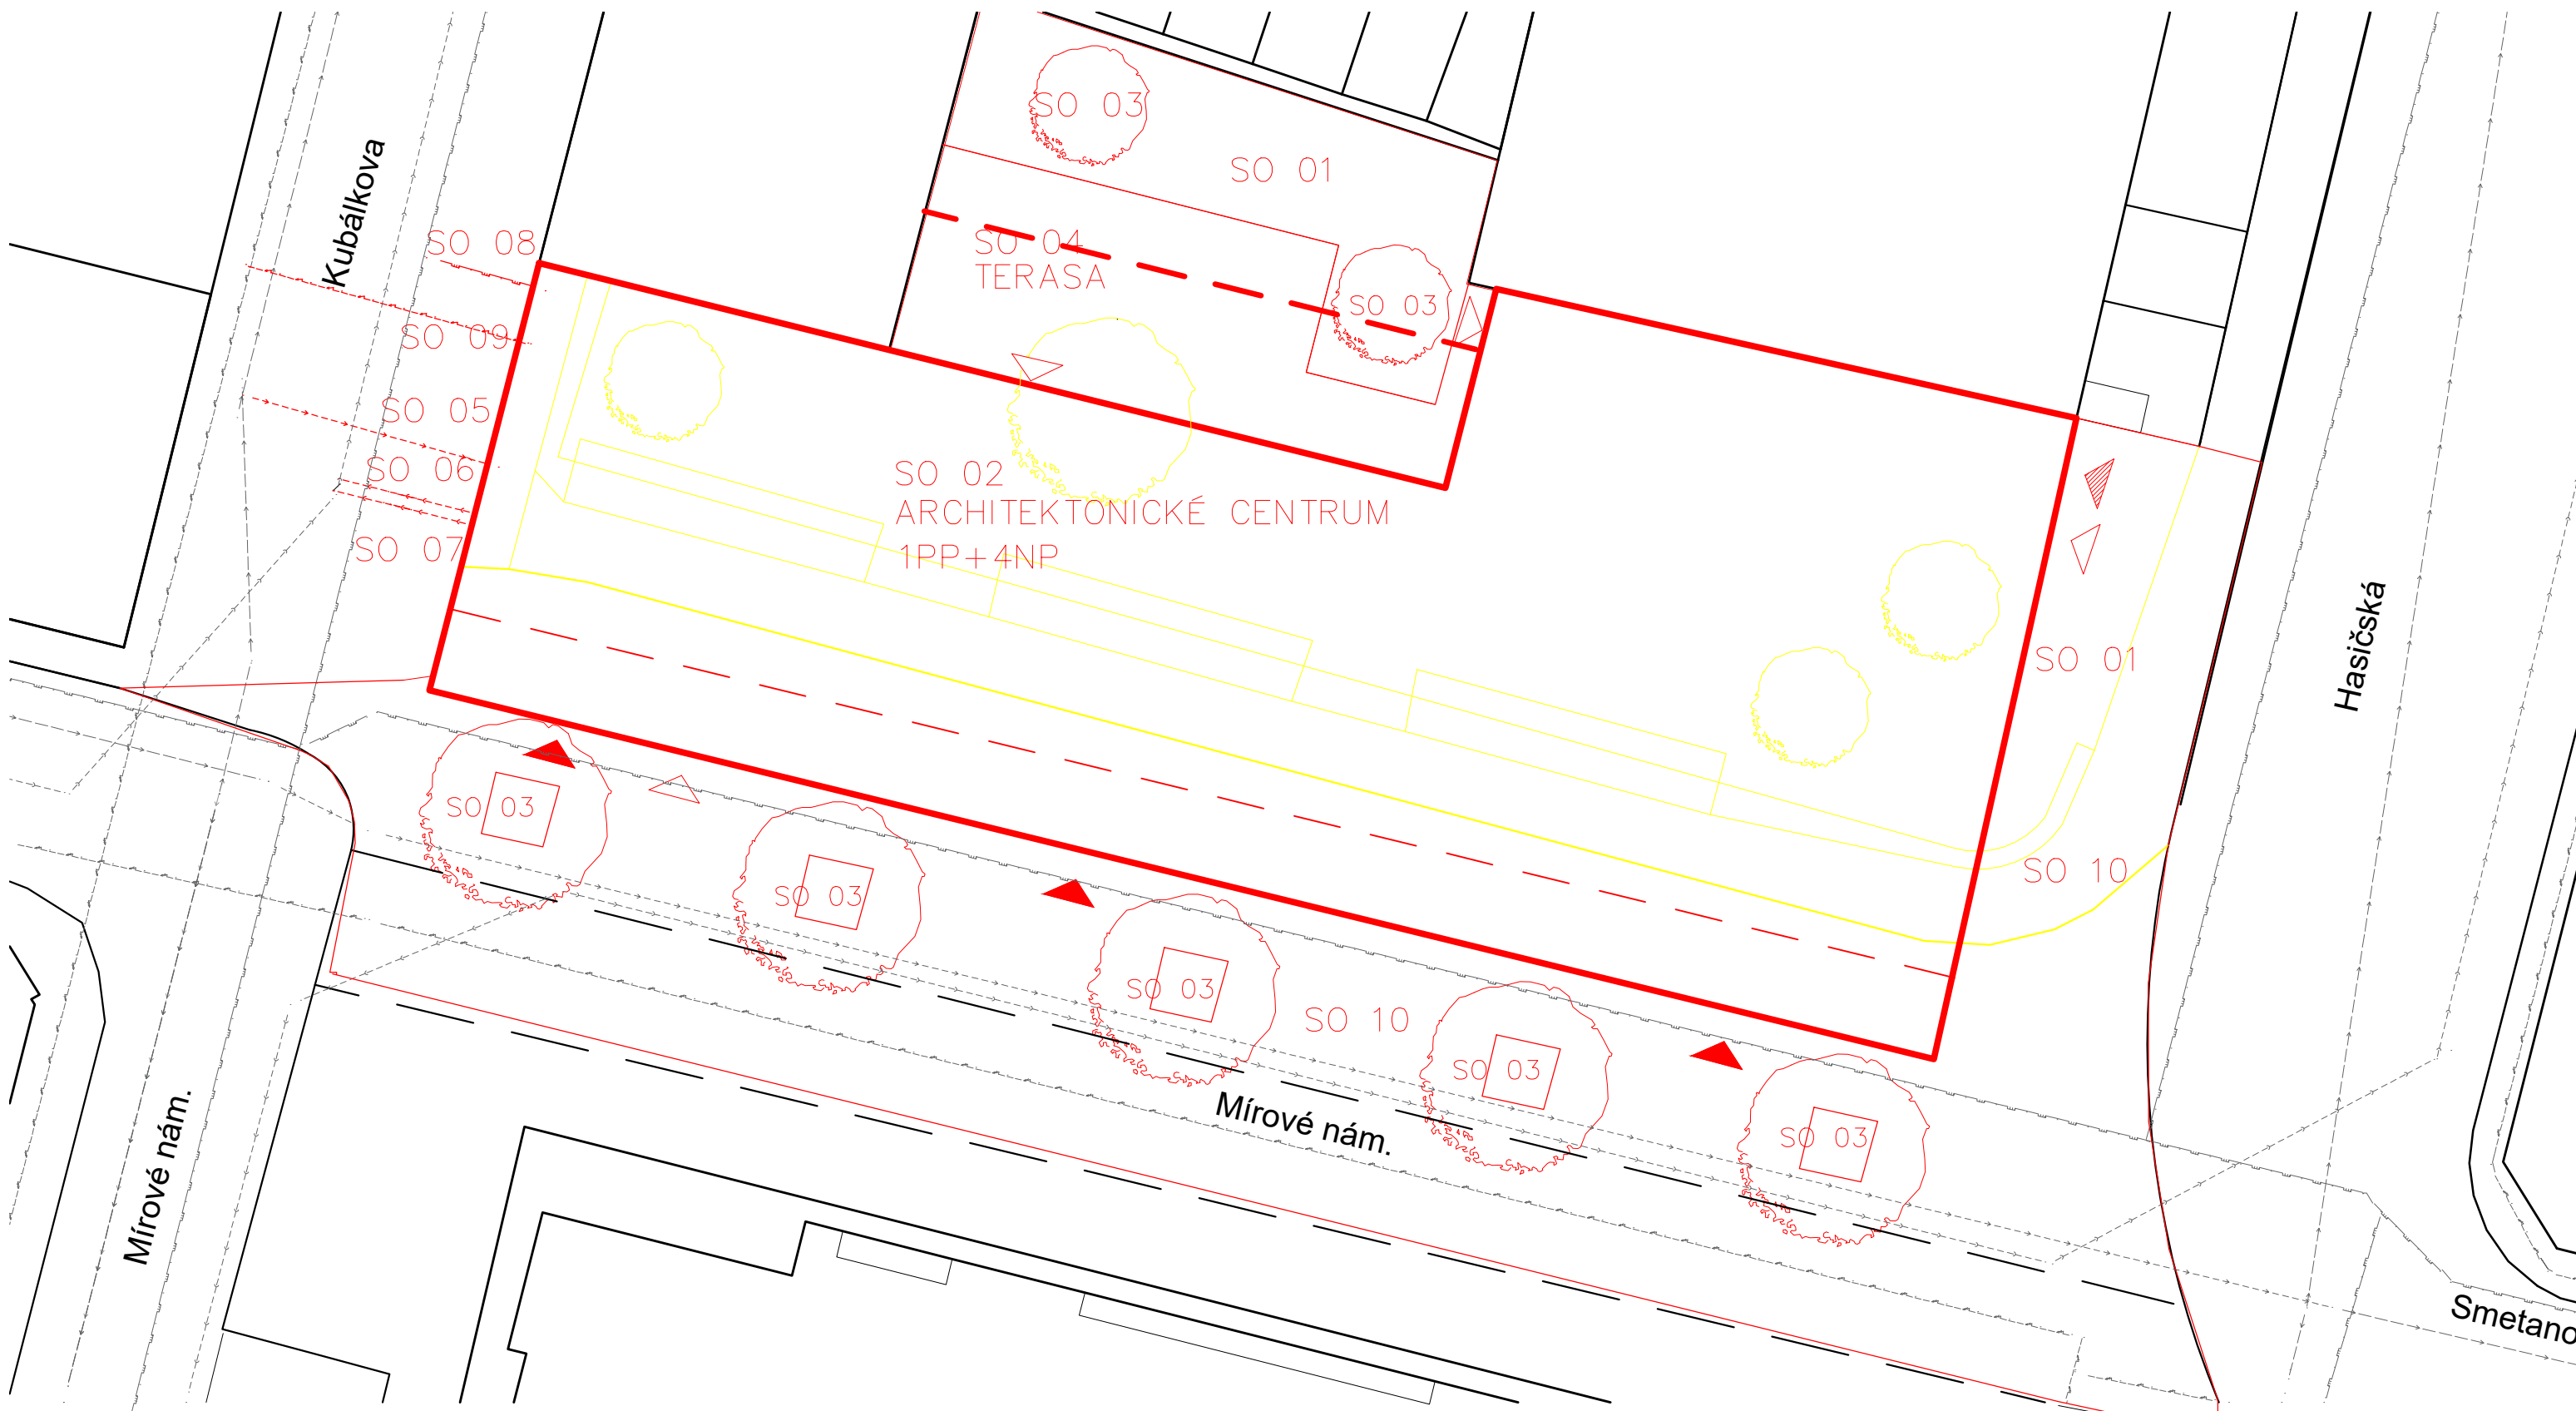 SO 03
SO 01
Kubálkova
SO 08
SO 04
TERASA
SO 03
SO 09
SO 05
SO 06
SO 02
ARCHITEKTONICKÉ CENTRUM
1PP+4NP
SO 07
Hasičská
SO 01
SO 03
SO 10
SO 03
SO 03
SO 10
SO 03
Mírové nám.
SO 03
Mírové nám.
Smetano